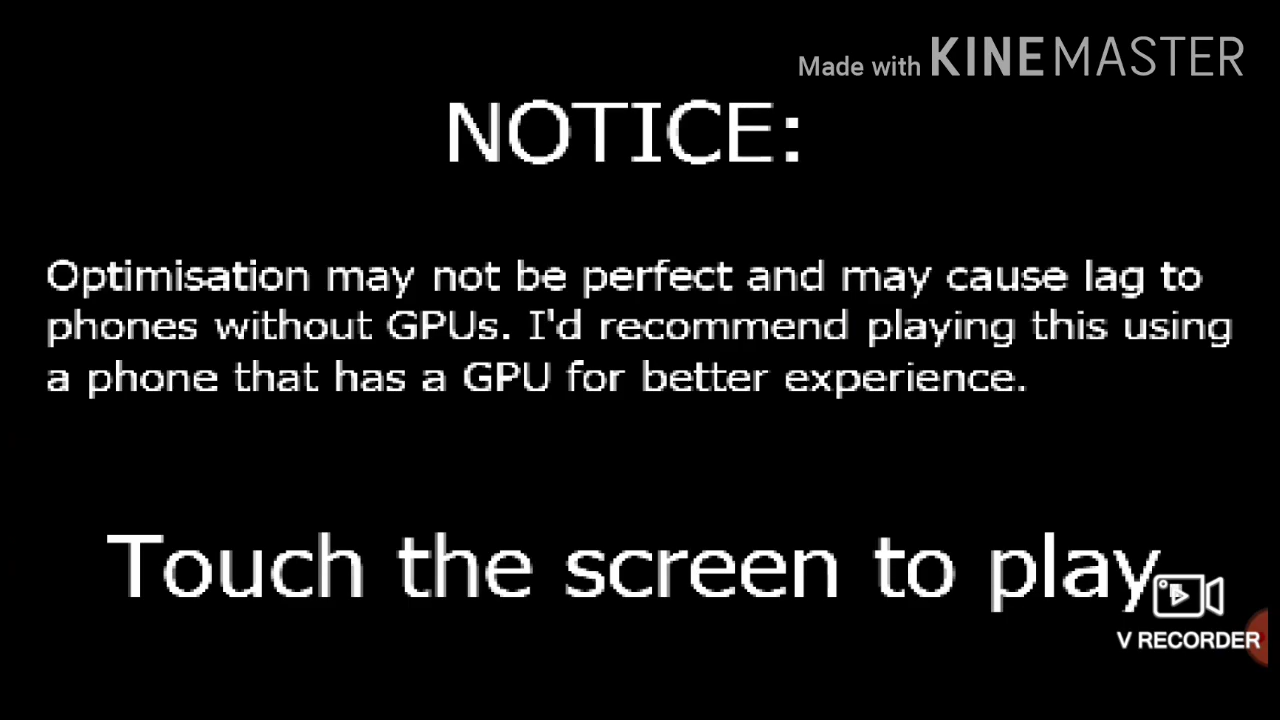 Made with KINEMASTER
NOTICE:
Optimisation may not be perfect and may cause lag to
phones without GPUs. I'd recommend playing this using
a phone that has a GPU for better experience.
Touch the screen to play
V RECORDER